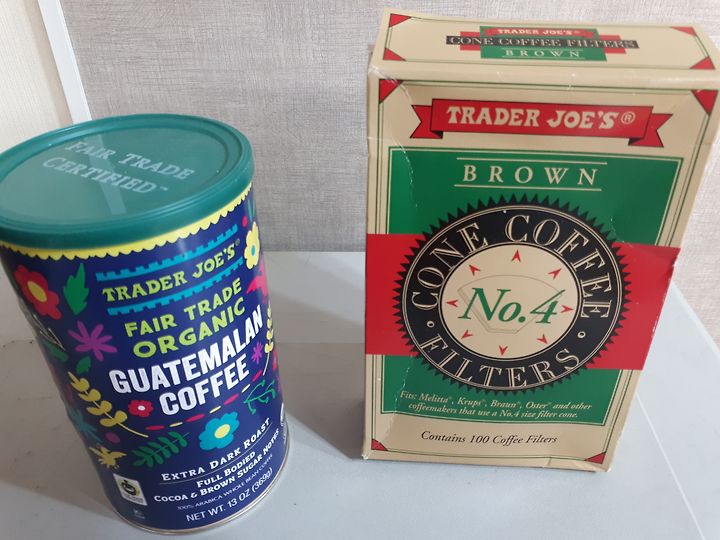 FAIR TRADE
CERTIFIED™
TRADER JOE'S®
FAIR TRADE
ORGANIC
GUATEMALAN
COFFEE
EXTRA DARK ROAST
FULL BODIED
COCOA & BROWN SUGAR NOTES
100% ARABICA WHOLE BEAN COFFEE
NET WT. 13 OZ (369g)
TRADER JOE'S®
CONE COFFEE FILTERS
BROWN
TRADER JOE'S®
BROWN
CONE COFFEE
No.4
FILTERS
Fits: Melitta®, Krups®, Braun®, Oster® and other
coffeemakers that use a No.4 size filter cone.
Contains 100 Coffee Filters